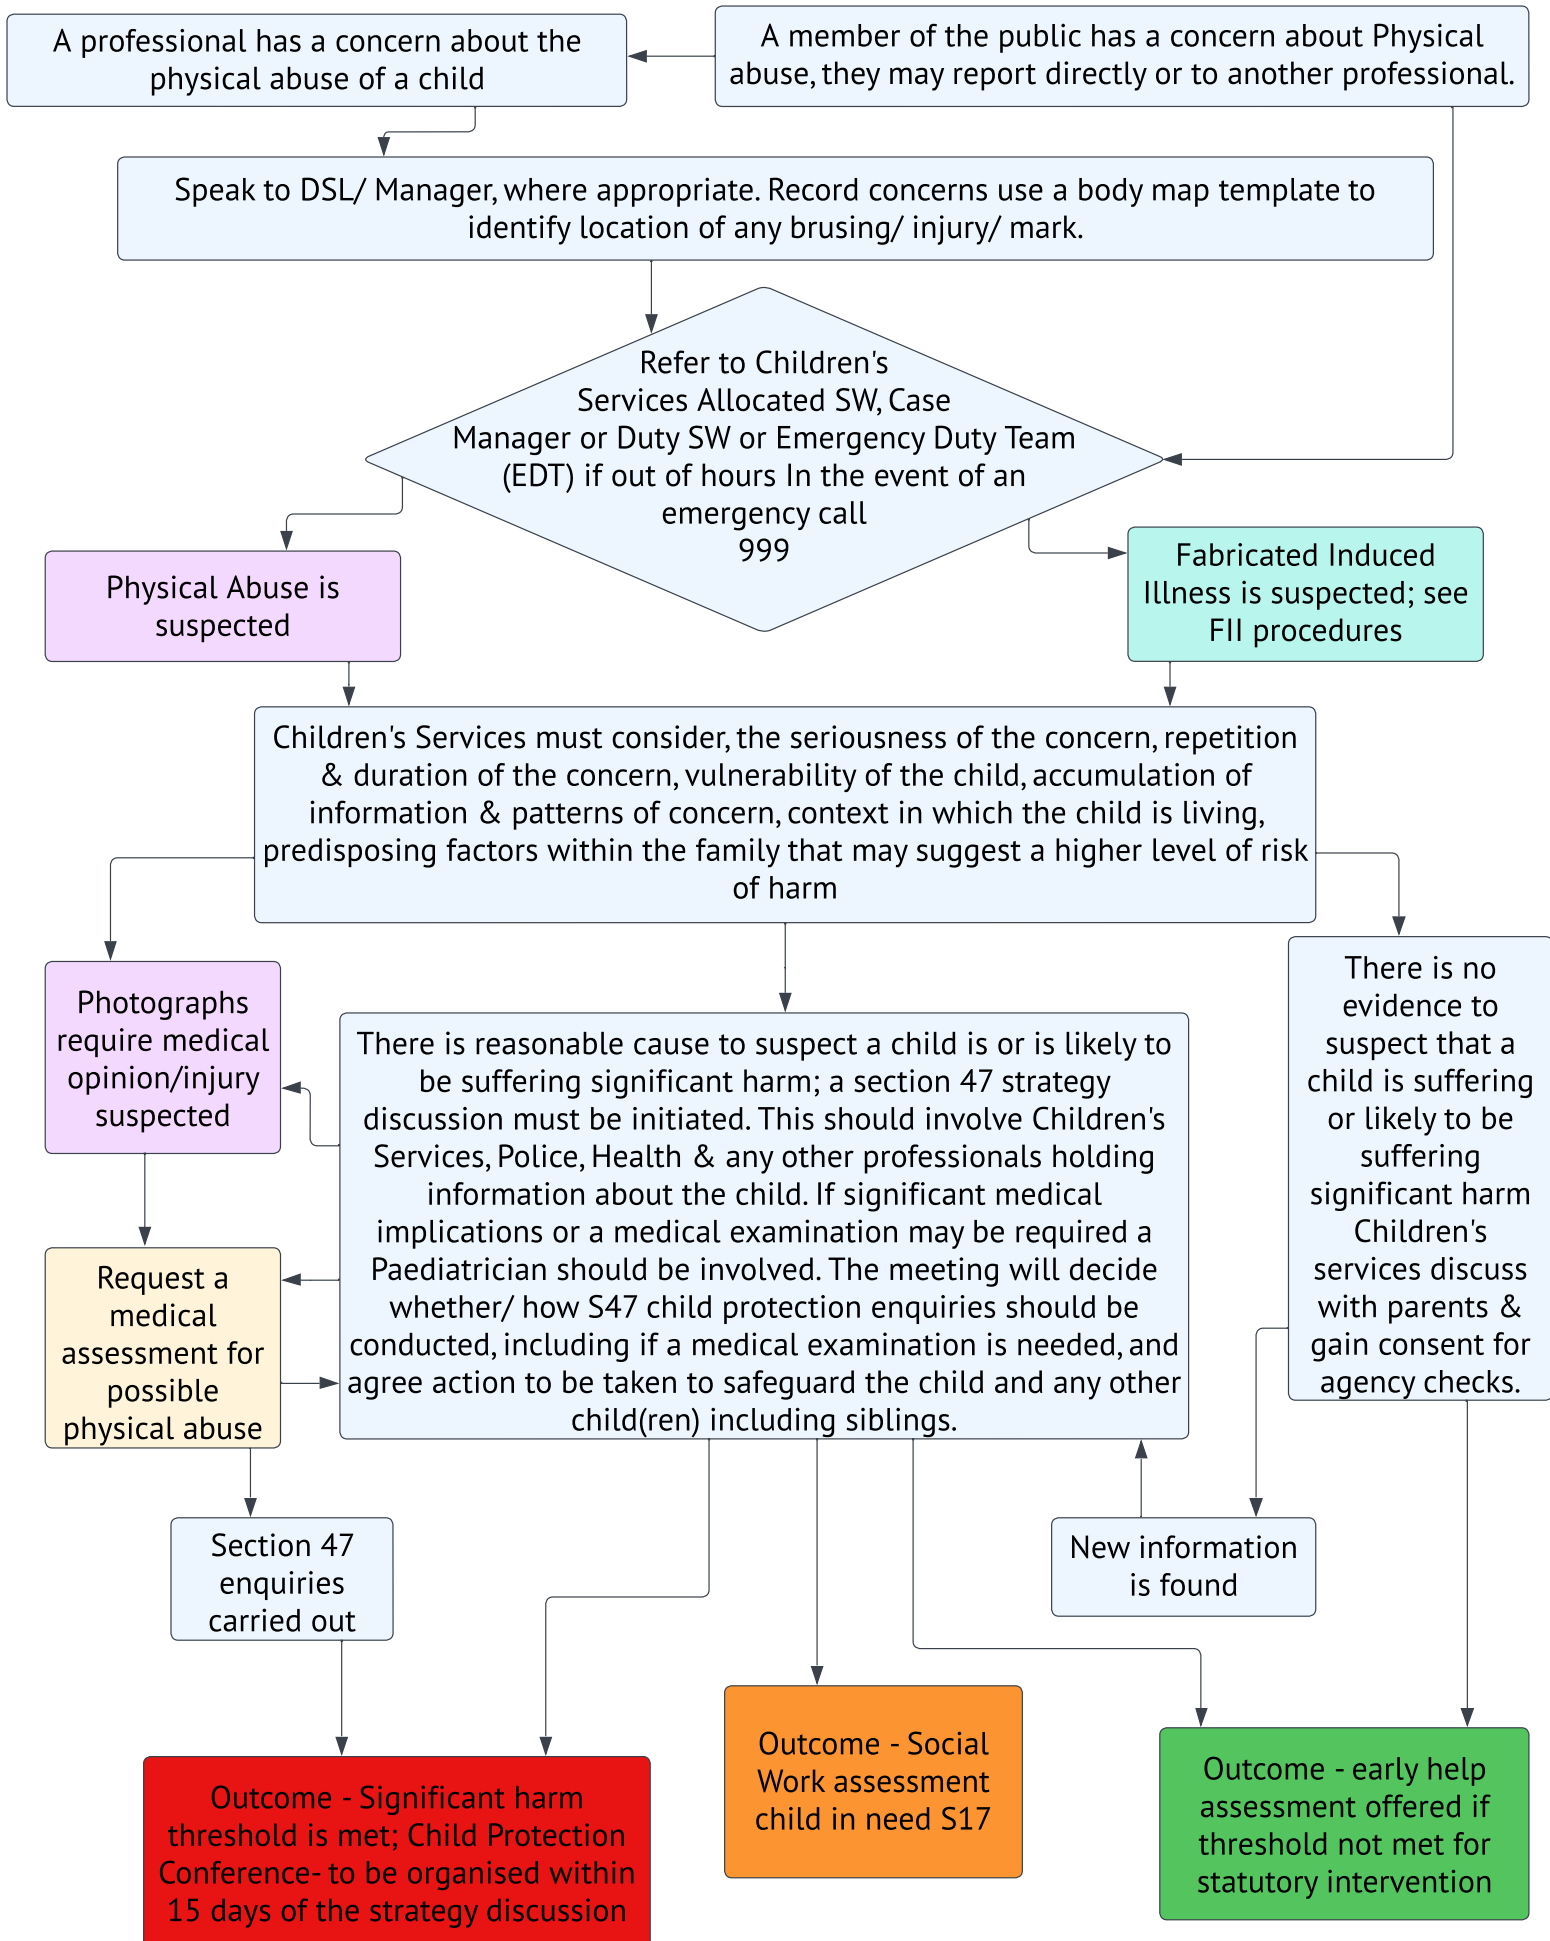 A professional has a concern about the
physical abuse of a child
A member of the public has a concern about Physical
abuse, they may report directly or to another professional.
Speak to DSL/ Manager, where appropriate. Record concerns use a body map template to
identify location of any brusing/ injury/ mark.
Refer to Children's
Services Allocated SW, Case
Manager or Duty SW or Emergency Duty Team
(EDT) if out of hours In the event of an
emergency call
999
Physical Abuse is
suspected
Fabricated Induced
Illness is suspected; see
FII procedures
Children's Services must consider, the seriousness of the concern, repetition
& duration of the concern, vulnerability of the child, accumulation of
information & patterns of concern, context in which the child is living,
predisposing factors within the family that may suggest a higher level of risk
of harm
Photographs
require medical
opinion/injury
suspected
There is reasonable cause to suspect a child is or is likely to
be suffering significant harm; a section 47 strategy
discussion must be initiated. This should involve Children's
Services, Police, Health & any other professionals holding
information about the child. If significant medical
implications or a medical examination may be required a
Paediatrician should be involved. The meeting will decide
whether/ how S47 child protection enquiries should be
conducted, including if a medical examination is needed, and
agree action to be taken to safeguard the child and any other
child(ren) including siblings.
There is no
evidence to
suspect that a
child is suffering
or likely to be
suffering
significant harm
Children's
services discuss
with parents &
gain consent for
agency checks.
Request a
medical
assessment for
possible
physical abuse
Section 47
enquiries
carried out
New information
is found
Outcome - Significant harm
threshold is met; Child Protection
Conference- to be organised within
15 days of the strategy discussion
Outcome - Social
Work assessment
child in need S17
Outcome - early help
assessment offered if
threshold not met for
statutory intervention